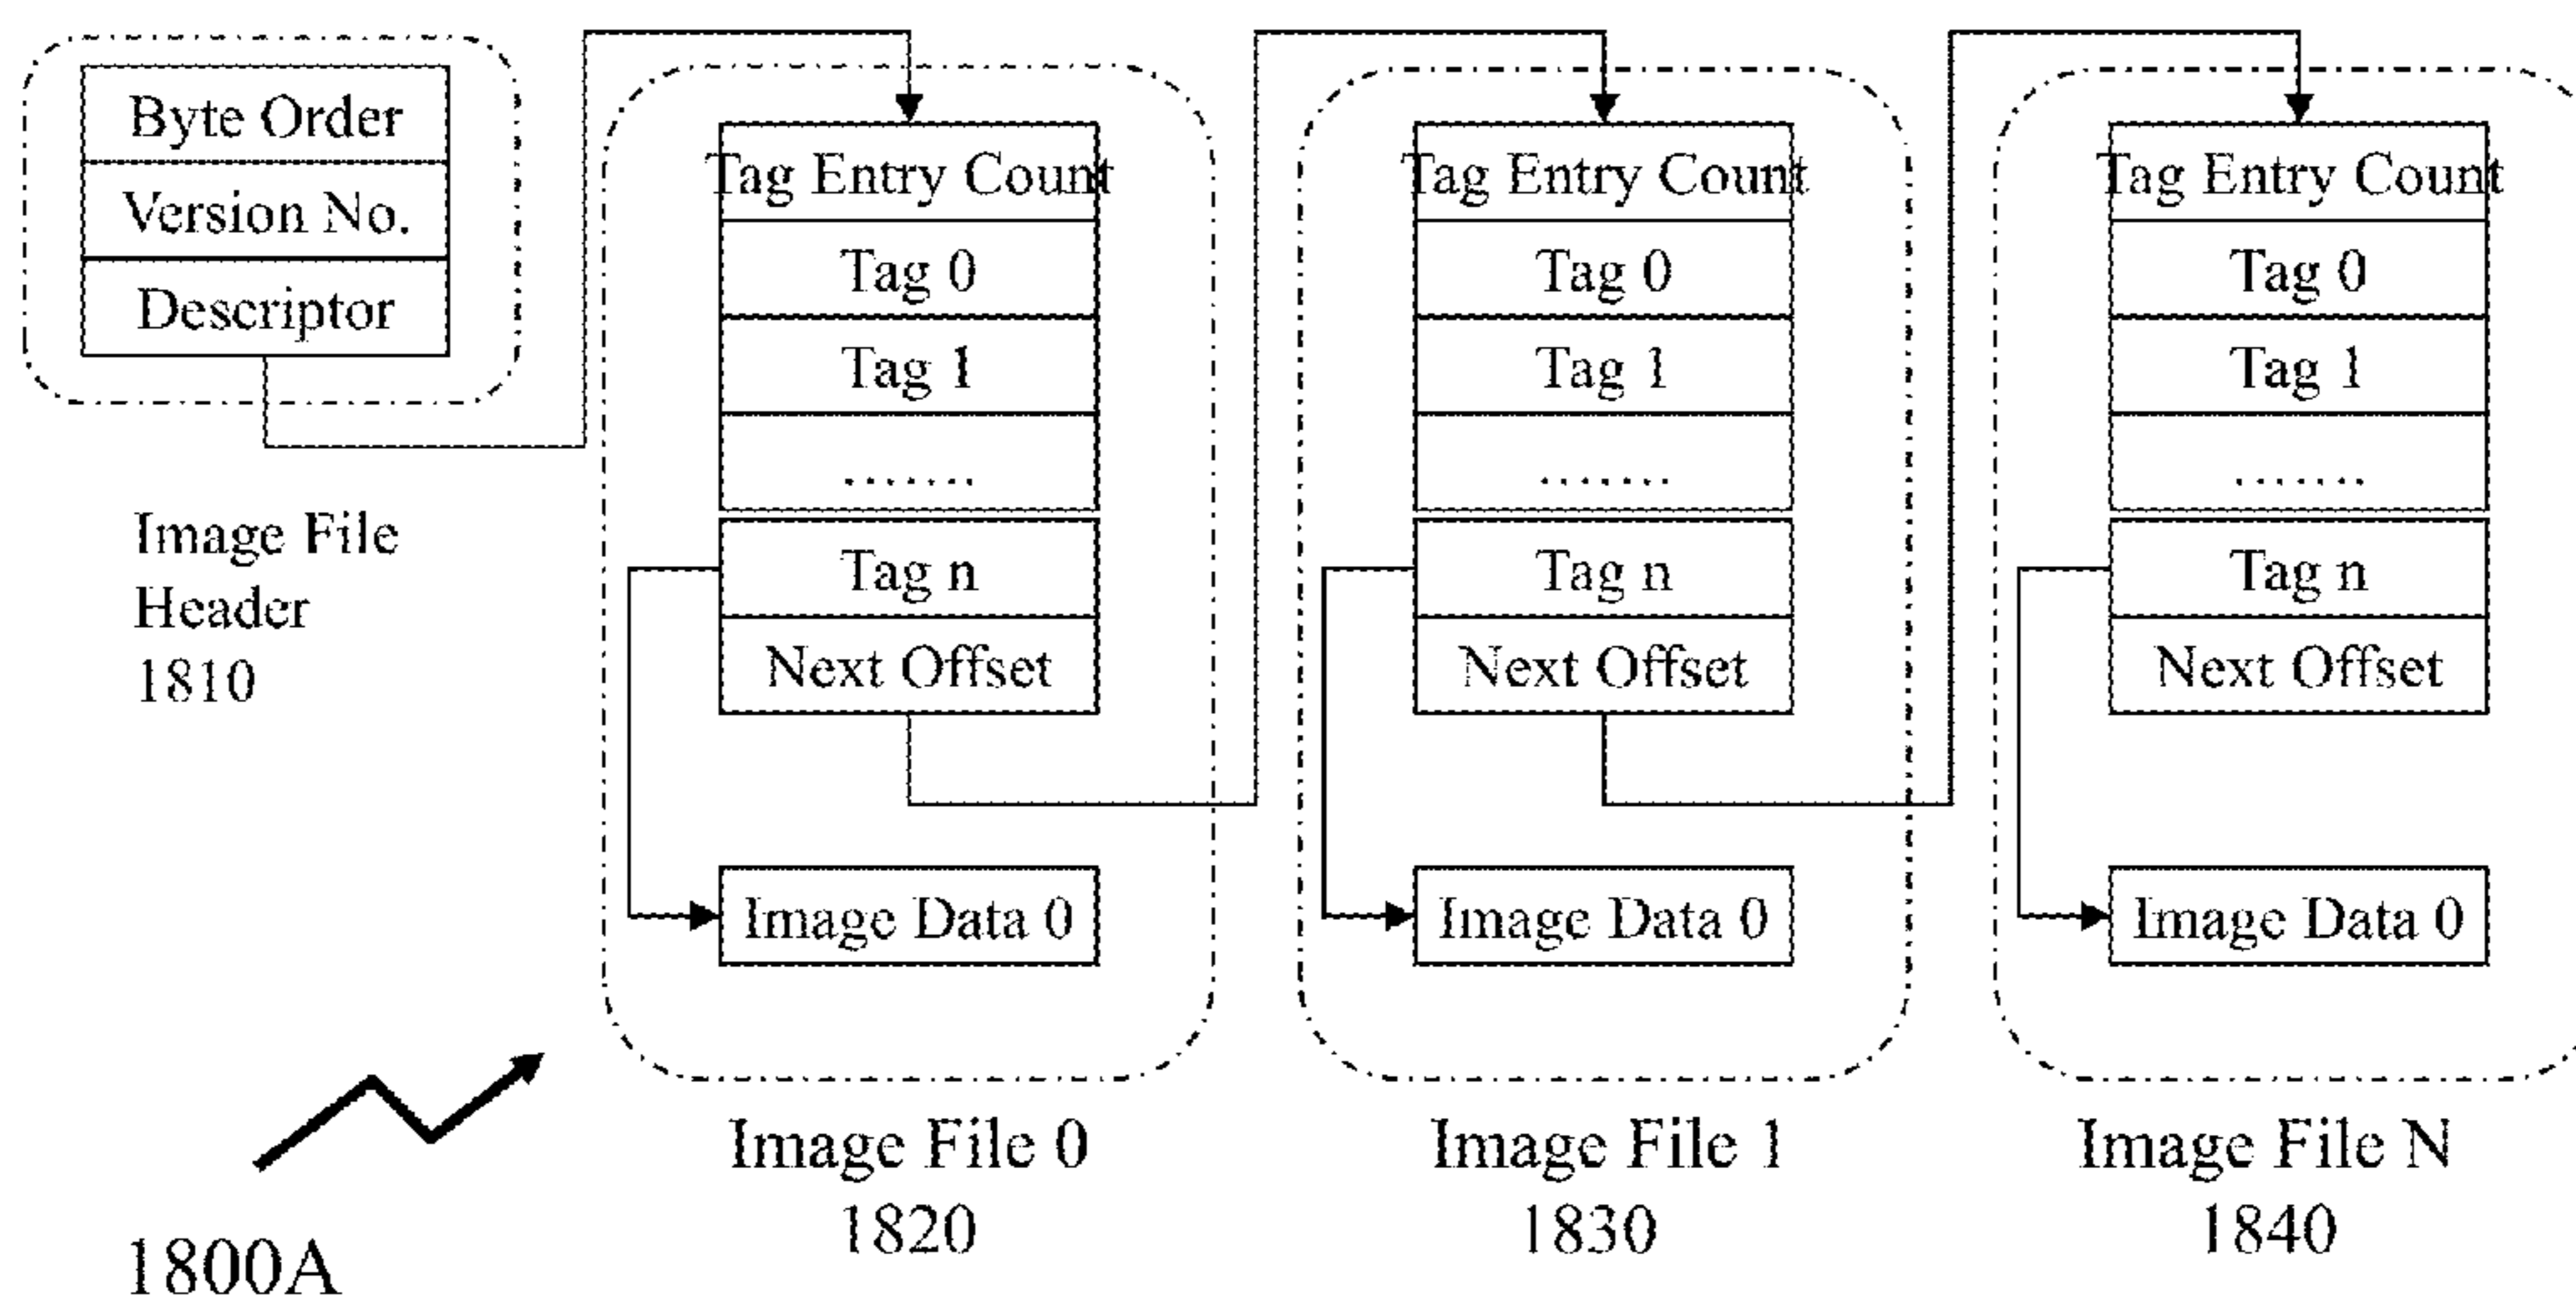 Byte Order
Version No.
Descriptor
Image File
Header
1810
Tag Entry Count
Tag 0
Tag 1
.......
Tag n
Next Offset
Image Data 0
Image File 0
1820
Tag Entry Count
Tag 0
Tag 1
.......
Tag n
Next Offset
Image Data 0
Image File 1
1830
Tag Entry Count
Tag 0
Tag 1
.......
Tag n
Next Offset
Image Data 0
Image File N
1840
1800A